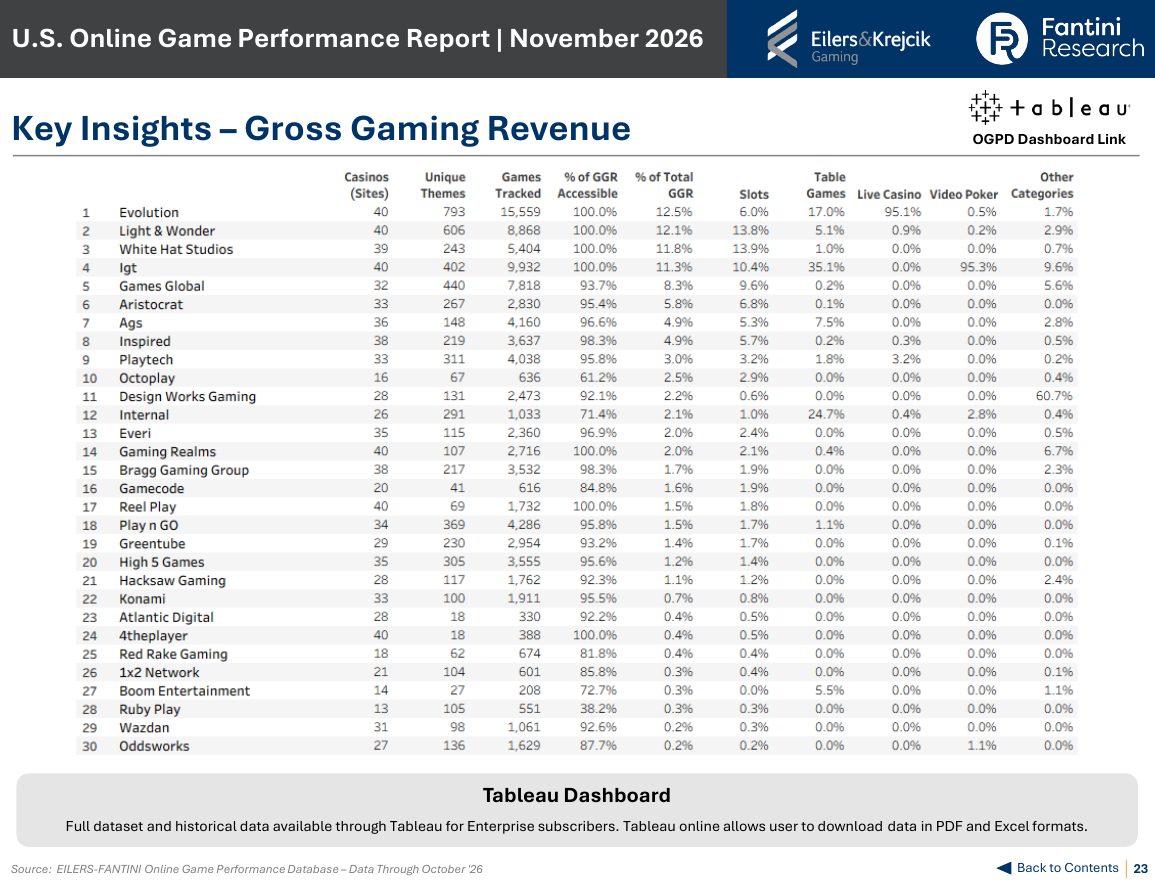 U.S. Online Game Performance Report | November 2026
Eilers&Krejcik
Gaming
Fantini
Research
Key Insights – Gross Gaming Revenue
+ableau
OGPD Dashboard Link
Casinos (Sites) Unique Themes Games Tracked % of GGR Accessible % of Total GGR Slots Table Games Live Casino Video Poker Other Categories
1 Evolution 40 793 15,559 100.0% 12.5% 6.0% 17.0% 95.1% 0.5% 1.7%
2 Light & Wonder 40 606 8,868 100.0% 12.1% 13.8% 5.1% 0.9% 0.2% 2.9%
3 White Hat Studios 39 243 5,404 100.0% 11.8% 13.9% 1.0% 0.0% 0.0% 0.7%
4 Igt 40 402 9,932 100.0% 11.3% 10.4% 35.1% 0.0% 95.3% 9.6%
5 Games Global 32 440 7,818 93.7% 8.3% 9.6% 0.2% 0.0% 0.0% 5.6%
6 Aristocrat 33 267 2,830 95.4% 5.8% 6.8% 0.1% 0.0% 0.0% 0.0%
7 Ags 36 148 4,160 96.6% 4.9% 5.3% 7.5% 0.0% 0.0% 2.8%
8 Inspired 38 219 3,637 98.3% 4.9% 5.7% 0.2% 0.3% 0.0% 0.5%
9 Playtech 33 311 4,038 95.8% 3.0% 3.2% 1.8% 3.2% 0.0% 0.2%
10 Octoplay 16 67 636 61.2% 2.5% 2.9% 0.0% 0.0% 0.0% 0.4%
11 Design Works Gaming 28 131 2,473 92.1% 2.2% 0.6% 0.0% 0.0% 0.0% 60.7%
12 Internal 26 291 1,033 71.4% 2.1% 1.0% 24.7% 0.4% 2.8% 0.4%
13 Everi 35 115 2,360 96.9% 2.0% 2.4% 0.0% 0.0% 0.0% 0.5%
14 Gaming Realms 40 107 2,716 100.0% 2.0% 2.1% 0.4% 0.0% 0.0% 6.7%
15 Bragg Gaming Group 38 217 3,532 98.3% 1.7% 1.9% 0.0% 0.0% 0.0% 2.3%
16 Gamecode 20 41 616 84.8% 1.6% 1.9% 0.0% 0.0% 0.0% 0.0%
17 Reel Play 40 69 1,732 100.0% 1.5% 1.8% 0.0% 0.0% 0.0% 0.0%
18 Play n GO 34 369 4,286 95.8% 1.5% 1.7% 1.1% 0.0% 0.0% 0.0%
19 Greentube 29 230 2,954 93.2% 1.4% 1.7% 0.0% 0.0% 0.0% 0.1%
20 High 5 Games 35 305 3,555 95.6% 1.2% 1.4% 0.0% 0.0% 0.0% 0.0%
21 Hacksaw Gaming 28 117 1,762 92.3% 1.1% 1.2% 0.0% 0.0% 0.0% 2.4%
22 Konami 33 100 1,911 95.5% 0.7% 0.8% 0.0% 0.0% 0.0% 0.0%
23 Atlantic Digital 28 18 330 92.2% 0.4% 0.5% 0.0% 0.0% 0.0% 0.0%
24 4theplayer 40 18 388 100.0% 0.4% 0.5% 0.0% 0.0% 0.0% 0.0%
25 Red Rake Gaming 18 62 674 81.8% 0.4% 0.4% 0.0% 0.0% 0.0% 0.0%
26 1x2 Network 21 104 601 85.8% 0.3% 0.4% 0.0% 0.0% 0.0% 0.1%
27 Boom Entertainment 14 27 208 72.7% 0.3% 0.0% 5.5% 0.0% 0.0% 1.1%
28 Ruby Play 13 105 551 38.2% 0.3% 0.3% 0.0% 0.0% 0.0% 0.0%
29 Wazdan 31 98 1,061 92.6% 0.2% 0.3% 0.0% 0.0% 0.0% 0.0%
30 Oddsworks 27 136 1,629 87.7% 0.2% 0.2% 0.0% 0.0% 1.1% 0.0%
Tableau Dashboard
Full dataset and historical data available through Tableau for Enterprise subscribers. Tableau online allows user to download data in PDF and Excel formats.
Source: EILERS-FANTINI Online Game Performance Database – Data Through October '26
Back to Contents | 23